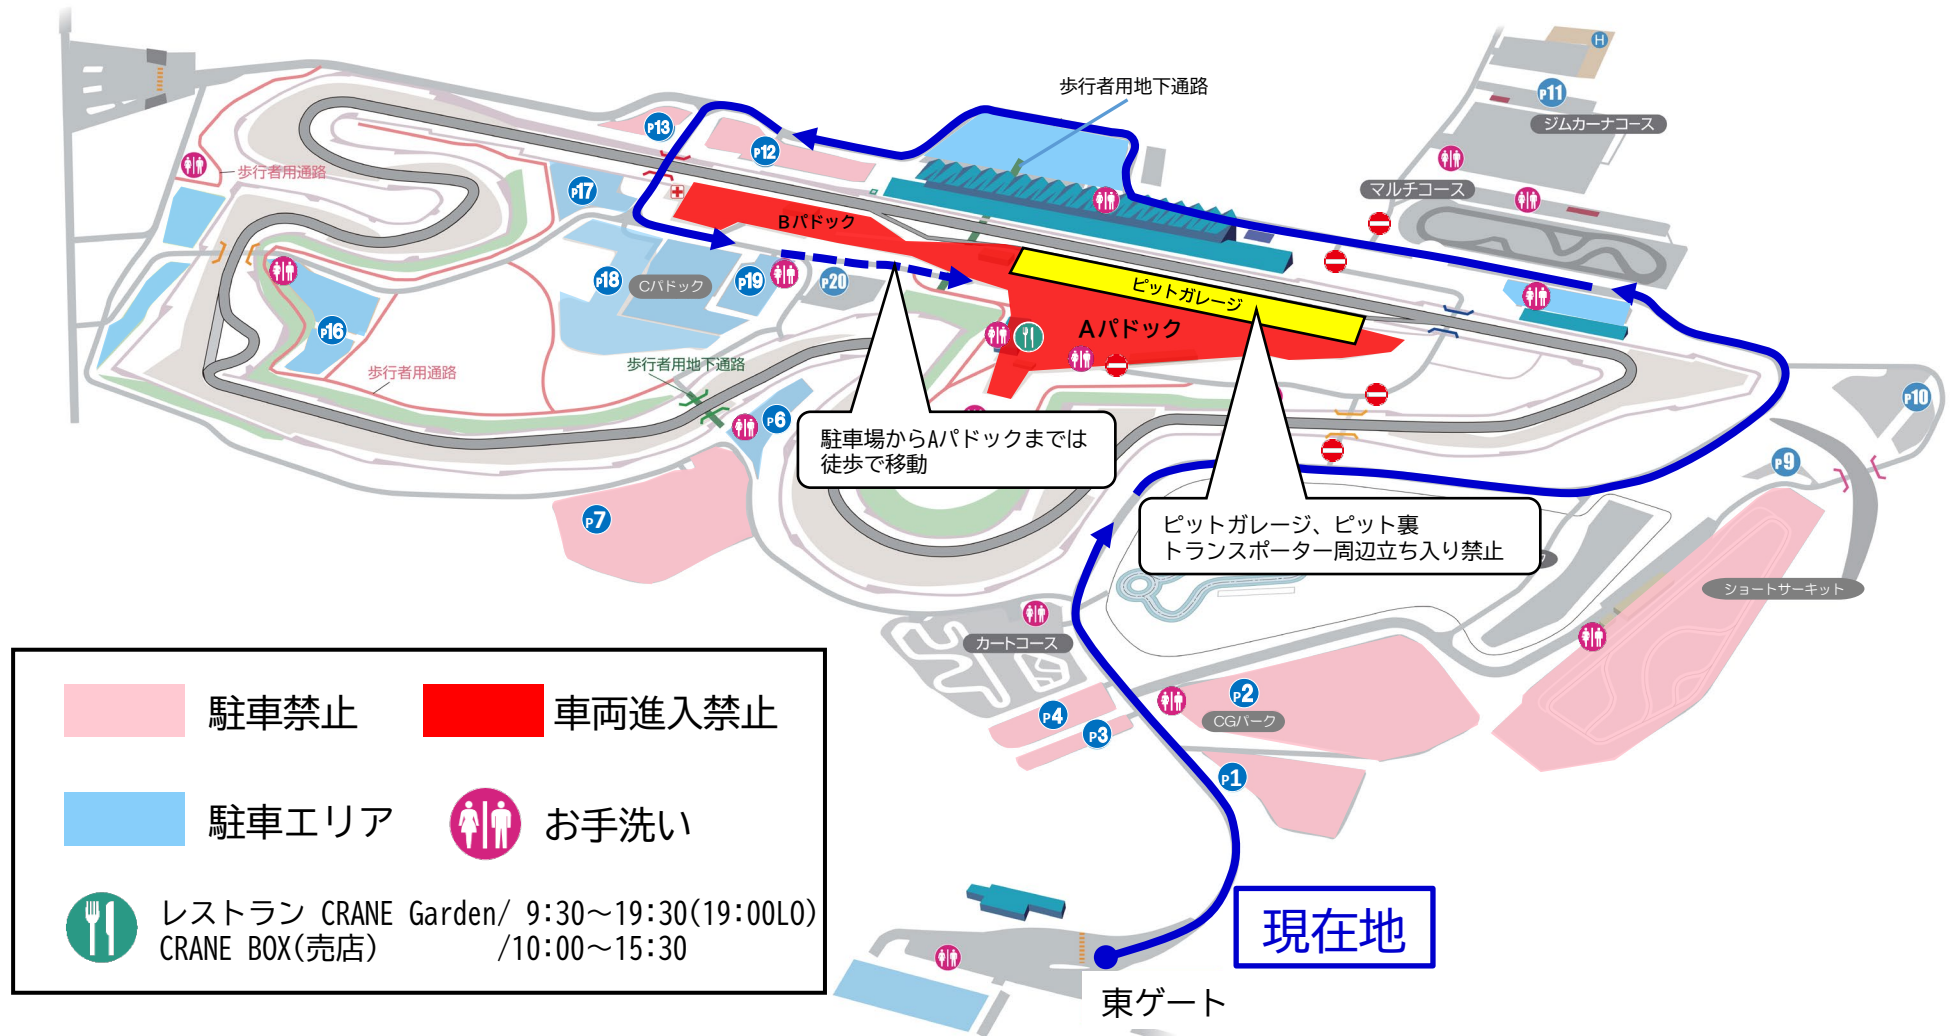 歩行者用地下通路
H
P11
ジムカーナコース
P13
P12
歩行者用通路
P17
マルチコース
Bパドック
P18
Cパドック
P19
P20
ピットガレージ
Aパドック
P16
歩行者用通路
歩行者用地下通路
P6
P10
駐車場からAパドックまでは
徒歩で移動
P9
P7
ピットガレージ、ピット裏
トランスポーター周辺立ち入り禁止
ショートサーキット
カートコース
P2
CGパーク
P4
P3
P1
駐車禁止
車両進入禁止
駐車エリア
お手洗い
レストラン CRANE Garden/ 9:30～19:30(19:00LO)
CRANE BOX(売店) /10:00～15:30
現在地
東ゲート